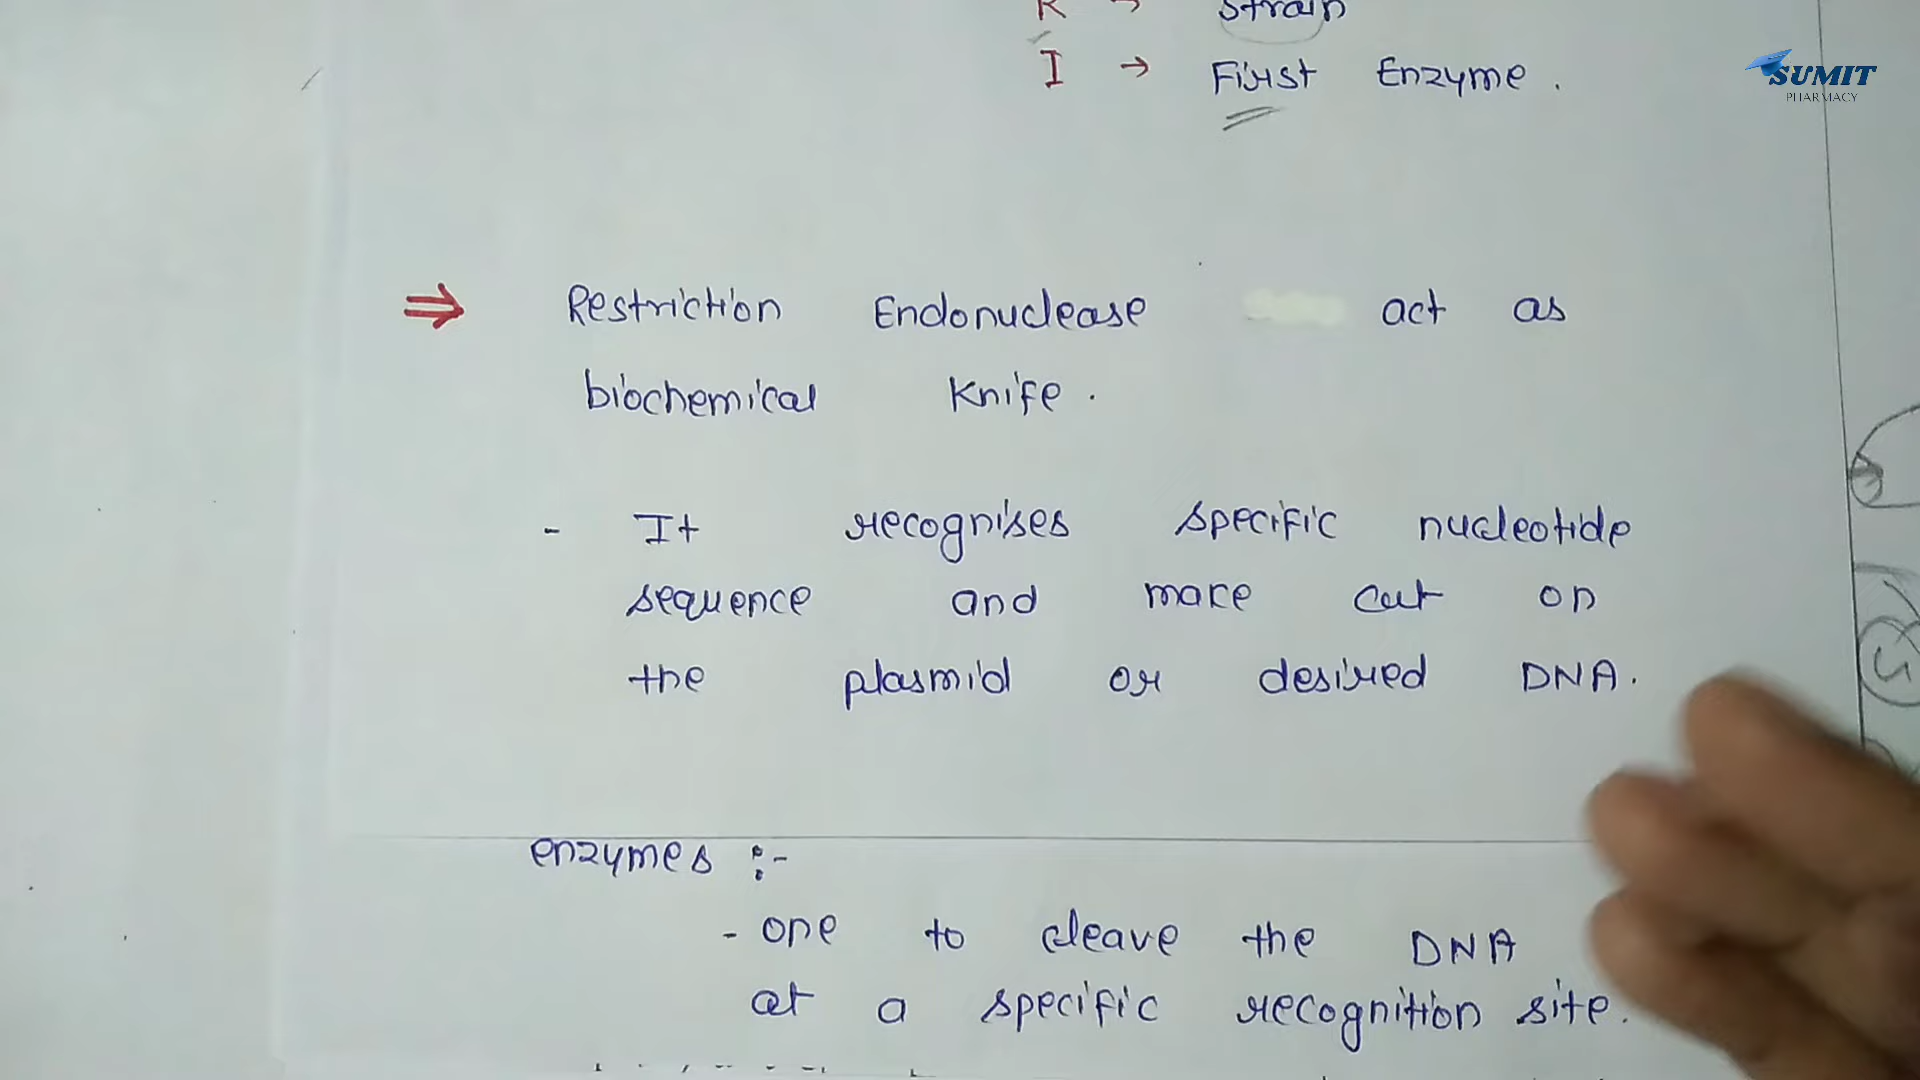 R → strain
I → First Enzyme.
SUMIT
PHARMACY
⇒ Restriction Endonuclease act as
biochemical Knife.
- It recognises specific nucleotide
sequence and make cut on
the plasmid or desired DNA.
enzymes :-
- one to cleave the DNA
at a specific recognition site.